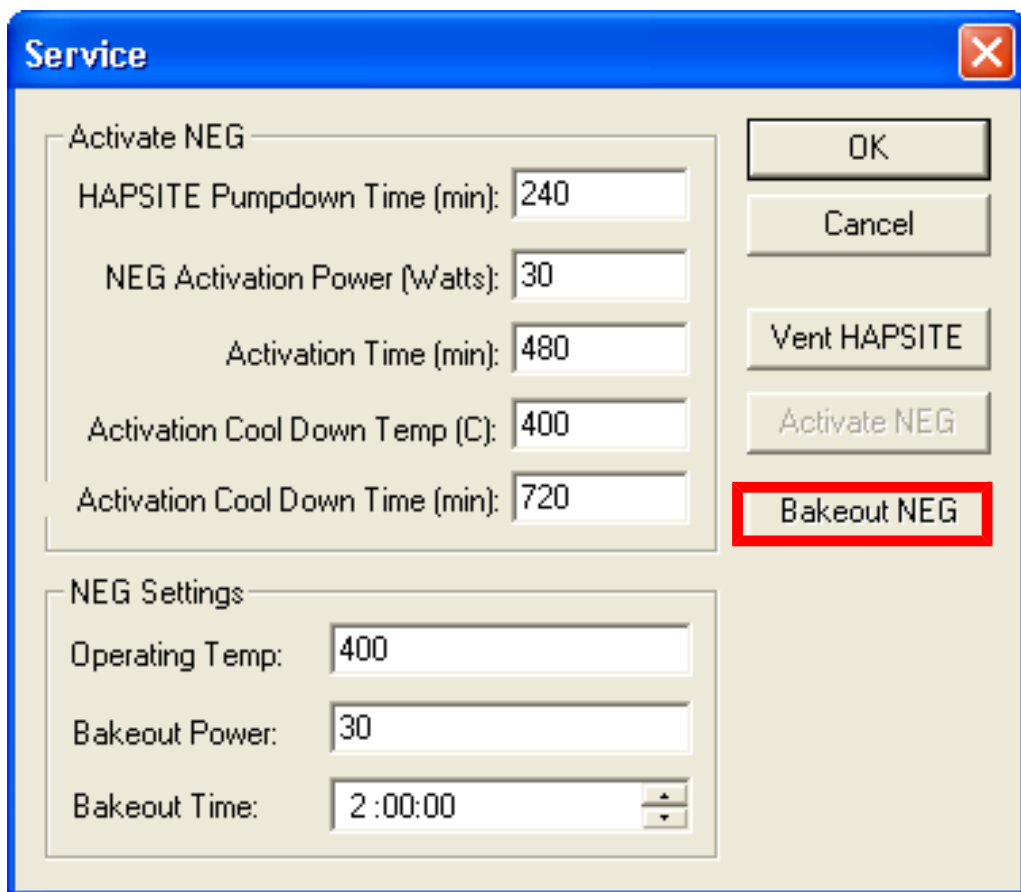 Service
Activate NEG
HAPSITE Pumpdown Time (min): 240
NEG Activation Power (Watts): 30
Activation Time (min): 480
Activation Cool Down Temp (C): 400
Activation Cool Down Time (min): 720
OK
Cancel
Vent HAPSITE
Activate NEG
Bakeout NEG
NEG Settings
Operating Temp: 400
Bakeout Power: 30
Bakeout Time: 2 :00:00